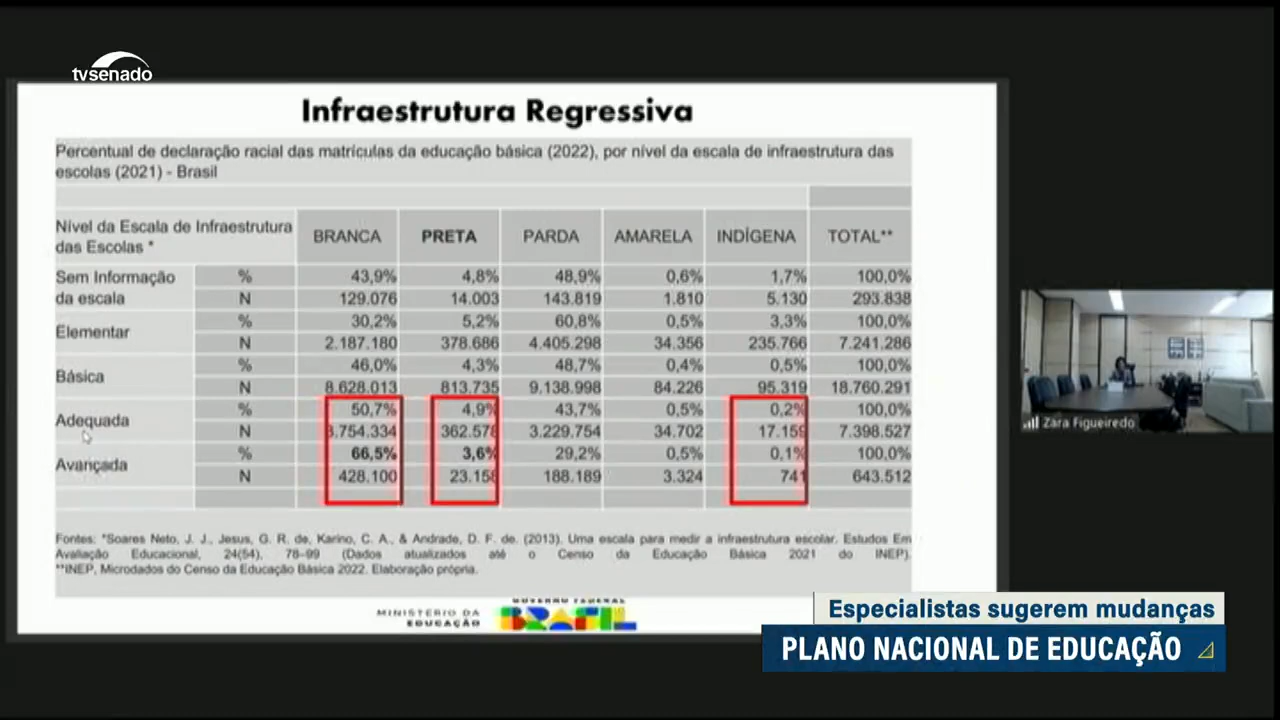 tvsenado
Infraestrutura Regressiva
Percentual de declaração racial das matrículas da educação básica (2022), por nível da escala de infraestrutura das
escolas (2021) - Brasil
Nível da Escala de Infraestrutura
das Escolas * BRANCA PRETA PARDA AMARELA INDÍGENA TOTAL**
Sem Informação % 43,9% 4,8% 48,9% 0,6% 1,7% 100,0%
da escala N 129.076 14.003 143.819 1.810 5.130 293.838
Elementar % 30,2% 5,2% 60,8% 0,5% 3,3% 100,0%
N 2.187.180 378.686 4.405.298 34.356 235.766 7.241.286
Básica % 46,0% 4,3% 48,7% 0,4% 0,5% 100,0%
N 8.628.013 813.735 9.138.998 84.226 95.319 18.760.291
Adequada % 50,7% 4,9% 43,7% 0,5% 0,2% 100,0%
N 3.754.334 362.578 3.229.754 34.702 17.159 7.398.527
Avançada % 66,5% 3,6% 29,2% 0,5% 0,1% 100,0%
N 428.100 23.158 188.189 3.324 741 643.512
Fontes: *Soares Neto, J. J., Jesus, G. R. de, Karino, C. A., & Andrade, D. F. de. (2013). Uma escala para medir a infraestrutura escolar. Estudos Em
Avaliação Educacional, 24(54), 78–99 (Dados atualizados até o Censo da Educação Básica 2021 do INEP).
**INEP, Microdados do Censo da Educação Básica 2022. Elaboração própria.
MINISTÉRIO DA
EDUCAÇÃO
GOVERNO FEDERAL
BRASIL
Zara Figueiredo
Especialistas sugerem mudanças
PLANO NACIONAL DE EDUCAÇÃO